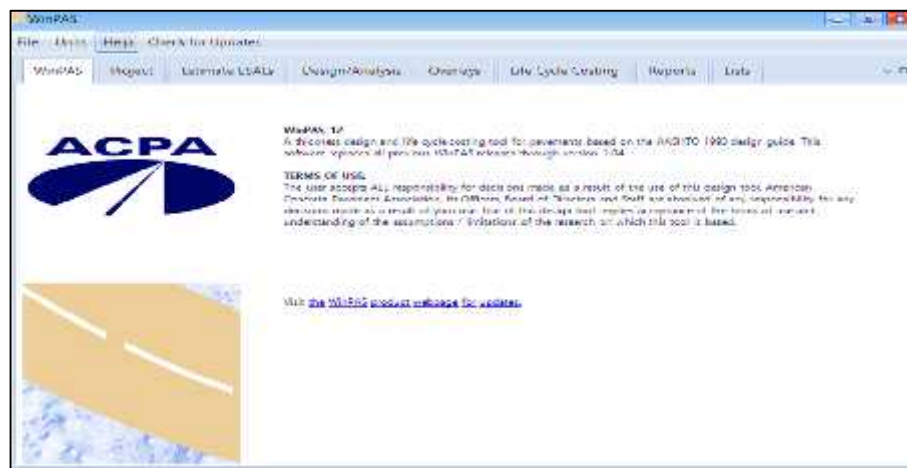 WinPAS
File Units Help Check for Updates
WinPAS Project Estimate ESALs Design/Analysis Overlays Life Cycle Costing Reports Lists
ACPA
WinPAS 12
A thickness design and life cycle costing tool for pavements based on the AASHTO 1993 design guide. This
software replaces all previous WinPAS releases through version 1.04.
TERMS OF USE
The user accepts ALL responsibility for decisions made as a result of the use of this design tool. American
Concrete Pavement Association, its Officers, Board of Directors and Staff are absolved of any responsibility for any
decisions made as a result of your use. Use of this design tool implies acceptance of the terms of use and
understanding of the assumptions / limitations of the research on which this tool is based.
Visit the WinPAS product webpage for updates.